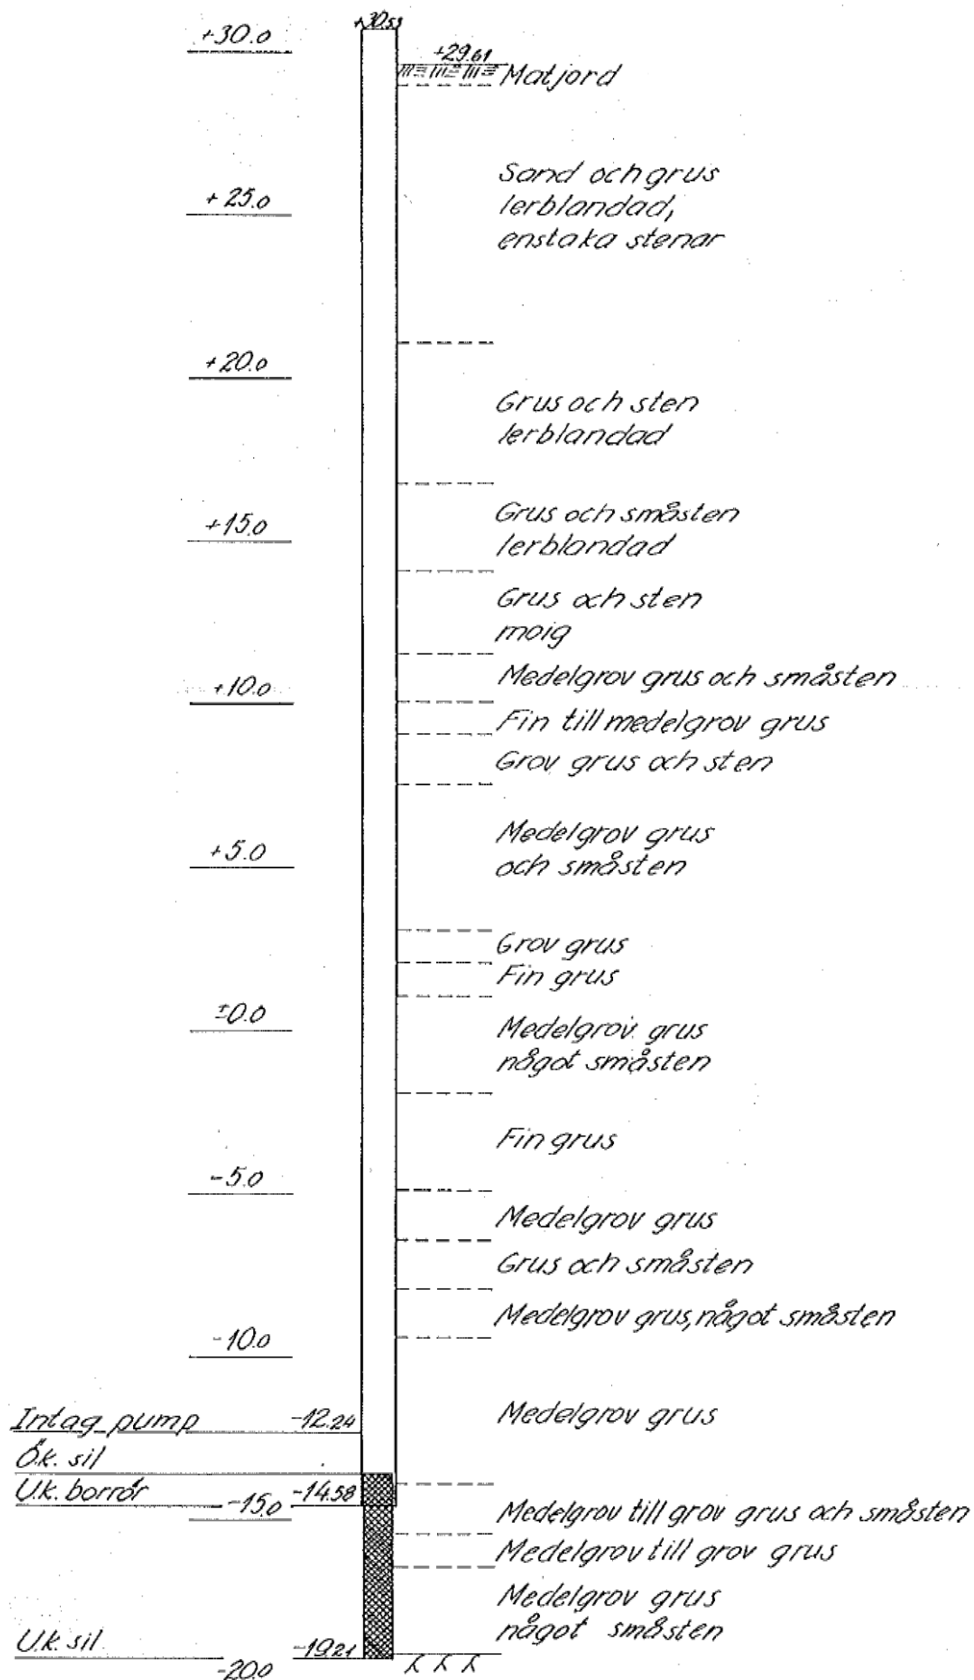 +30.53
+30.0
+29.61
Matjord
Sand och grus
lerblandad,
enstaka stenar
+25.0
+20.0
Grus och sten
lerblandad
+15.0
Grus och småsten
lerblandad
Grus och sten
moig
Medelgrov grus och småsten
+10.0
Fin till medelgrov grus
Grov grus och sten
Medelgrov grus
och småsten
+5.0
Grov grus
Fin grus
±0.0
Medelgrov grus
något småsten
Fin grus
-5.0
Medelgrov grus
Grus och småsten
Medelgrov grus, något småsten
-10.0
Intag pump -12.24
Medelgrov grus
Ö.k. sil
U.k. borrör -14.58
-15.0
Medelgrov till grov grus och småsten
Medelgrov till grov grus
Medelgrov grus
något småsten
U.k. sil -19.21
-20.0